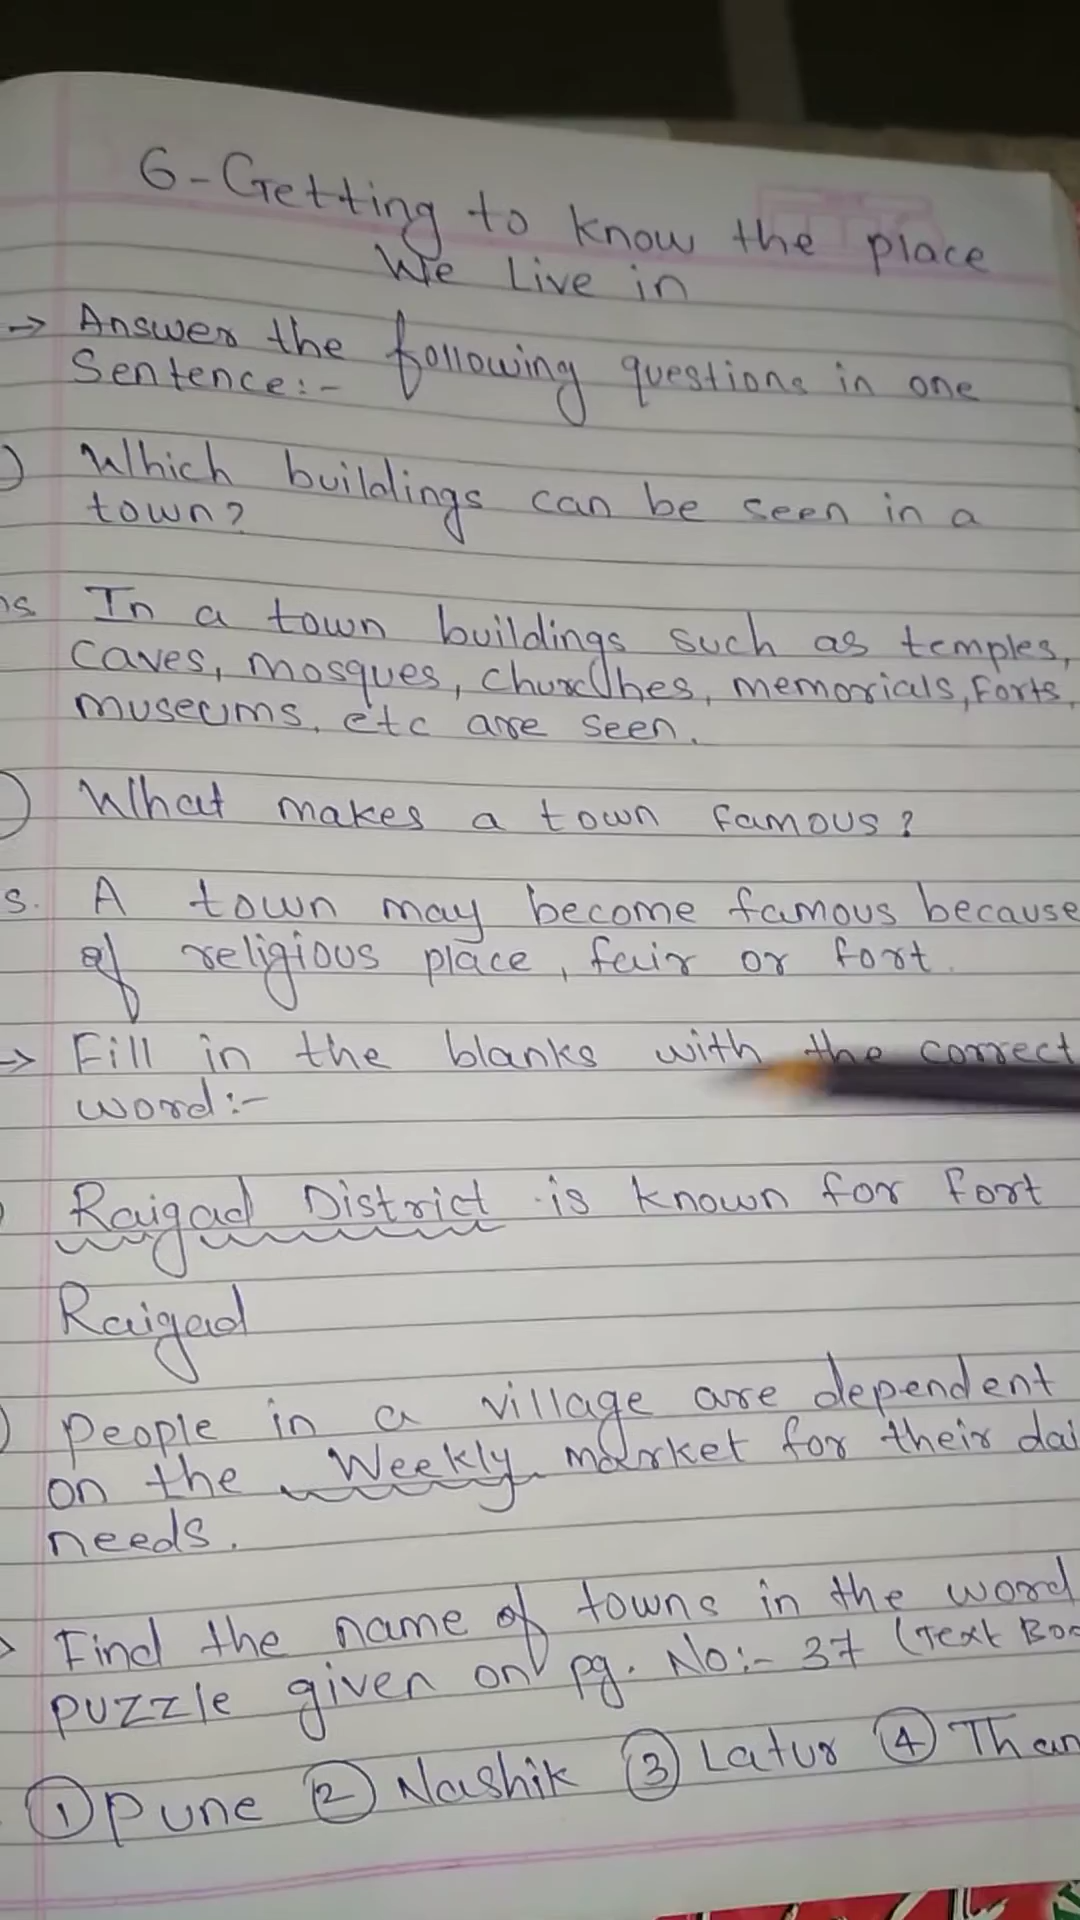 6-Getting to know the place
We Live in
→ Answer the following questions in one
Sentence:-
Which buildings can be seen in a
town?
In a town buildings such as temples,
caves, mosques, churches, memorials, Forts,
museums, etc are seen.
What makes a town famous?
s. A town may become famous because
of religious place, fair or fort.
→ Fill in the blanks with the correct
word:-
Raigad District is known for fort
Raigad
people in a village are dependent
on the Weekly market for their dai
needs.
Find the name of towns in the word
puzzle given on pg. No:- 37 (Text Boo
① Pune ② Nashik ③ Latur ④ Than